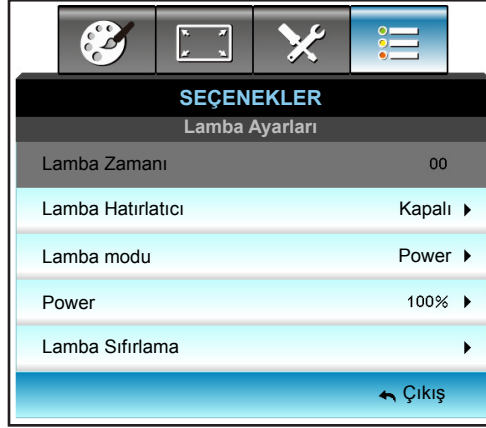 SEÇENEKLER
Lamba Ayarları
Lamba Zamanı 00
Lamba Hatırlatıcı Kapalı
Lamba modu Power
Power 100%
Lamba Sıfırlama
Çıkış